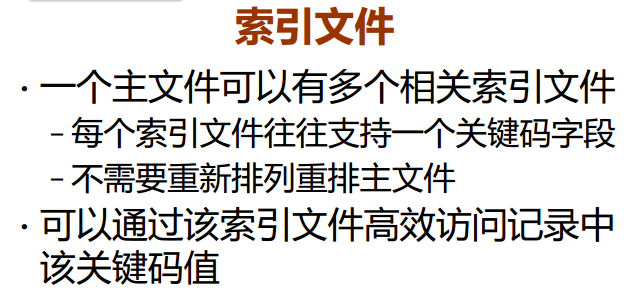 索引文件
· 一个主文件可以有多个相关索引文件
– 每个索引文件往往支持一个关键码字段
– 不需要重新排列重排主文件
· 可以通过该索引文件高效访问记录中
该关键码值